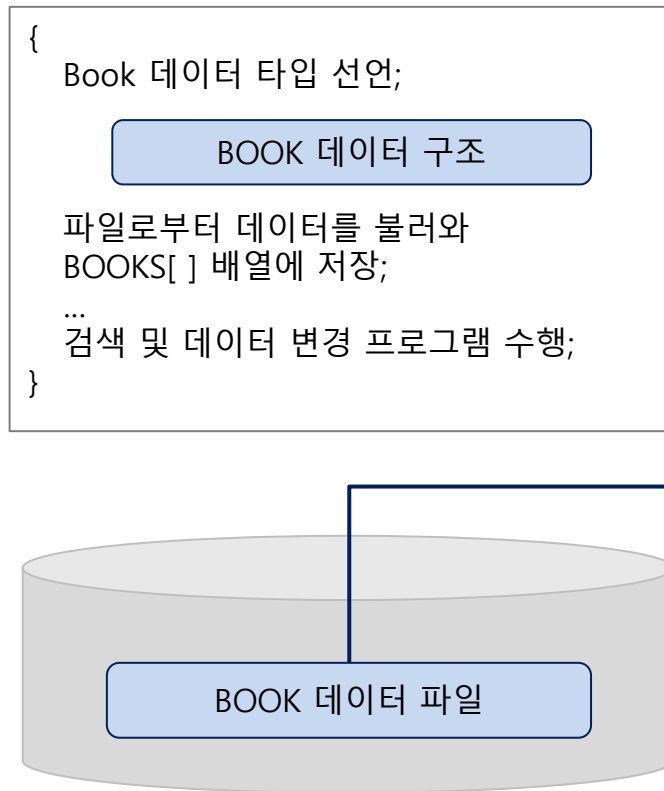 {
Book 데이터 타입 선언;
BOOK 데이터 구조
파일로부터 데이터를 불러와
BOOKS[ ] 배열에 저장;
...
검색 및 데이터 변경 프로그램 수행;
}
BOOK 데이터 파일